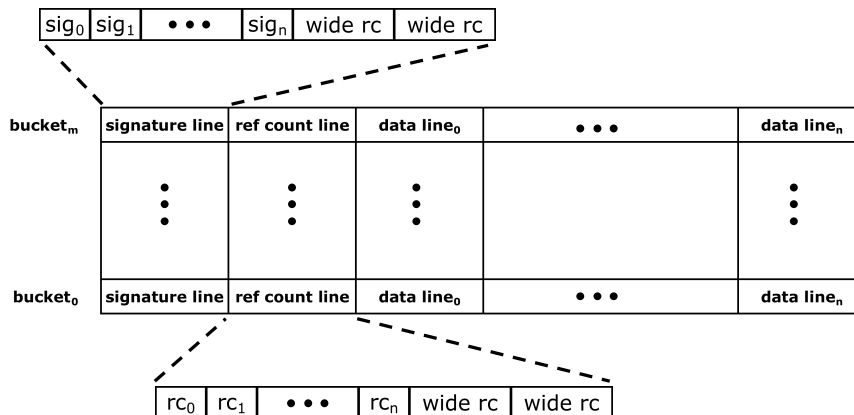 sig₀ sig₁ ••• sigₙ wide rc wide rc
bucketₘ signature line ref count line data line₀ ••• data lineₙ
bucket₀ signature line ref count line data line₀ ••• data lineₙ
rc₀ rc₁ ••• rcₙ wide rc wide rc